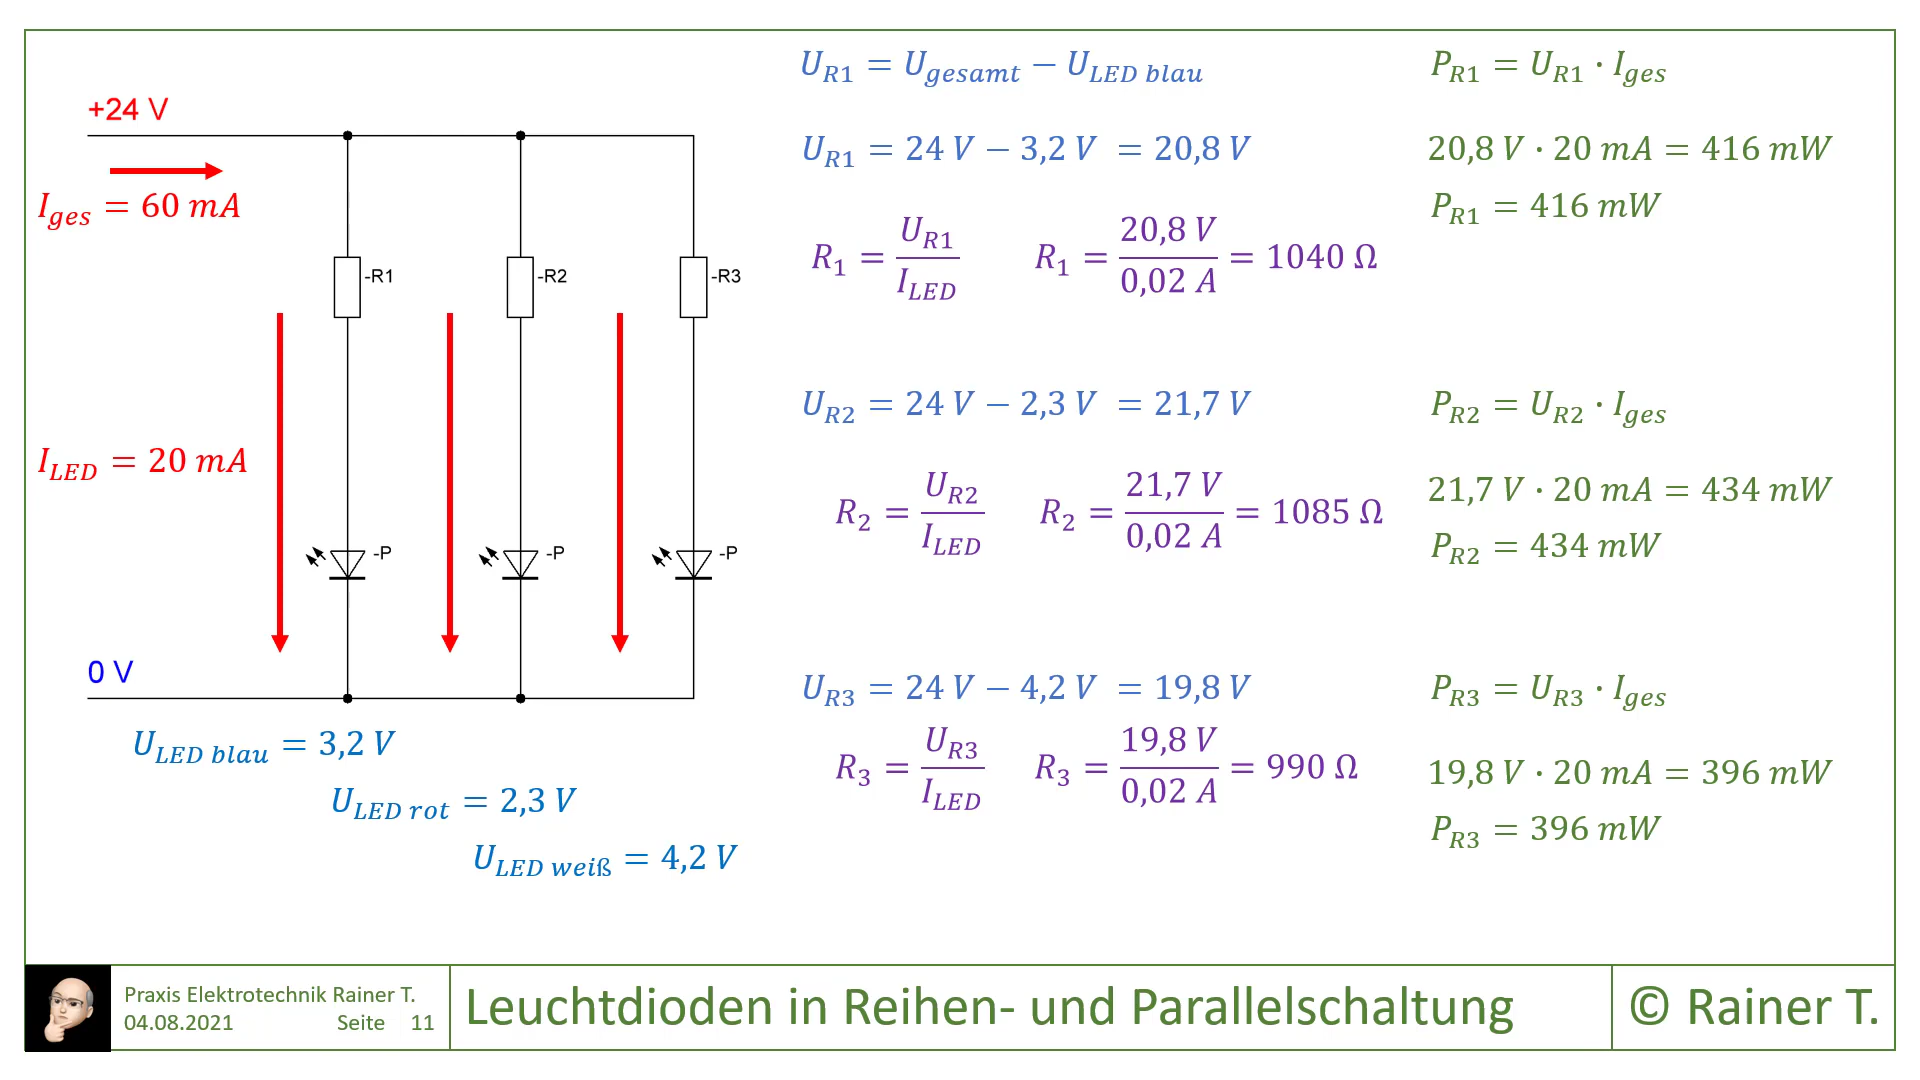 +24 V
I_ges = 60 mA
-R1
-R2
-R3
I_LED = 20 mA
-P
-P
-P
0 V
U_LED blau = 3,2 V
U_LED rot = 2,3 V
U_LED weiß = 4,2 V
U_R1 = U_gesamt − U_LED blau
U_R1 = 24 V − 3,2 V = 20,8 V
R_1 = U_R1 / I_LED R_1 = 20,8 V / 0,02 A = 1040 Ω
U_R2 = 24 V − 2,3 V = 21,7 V
R_2 = U_R2 / I_LED R_2 = 21,7 V / 0,02 A = 1085 Ω
U_R3 = 24 V − 4,2 V = 19,8 V
R_3 = U_R3 / I_LED R_3 = 19,8 V / 0,02 A = 990 Ω
P_R1 = U_R1 · I_ges
20,8 V · 20 mA = 416 mW
P_R1 = 416 mW
P_R2 = U_R2 · I_ges
21,7 V · 20 mA = 434 mW
P_R2 = 434 mW
P_R3 = U_R3 · I_ges
19,8 V · 20 mA = 396 mW
P_R3 = 396 mW
Praxis Elektrotechnik Rainer T.
04.08.2021 Seite 11
Leuchtdioden in Reihen- und Parallelschaltung
© Rainer T.